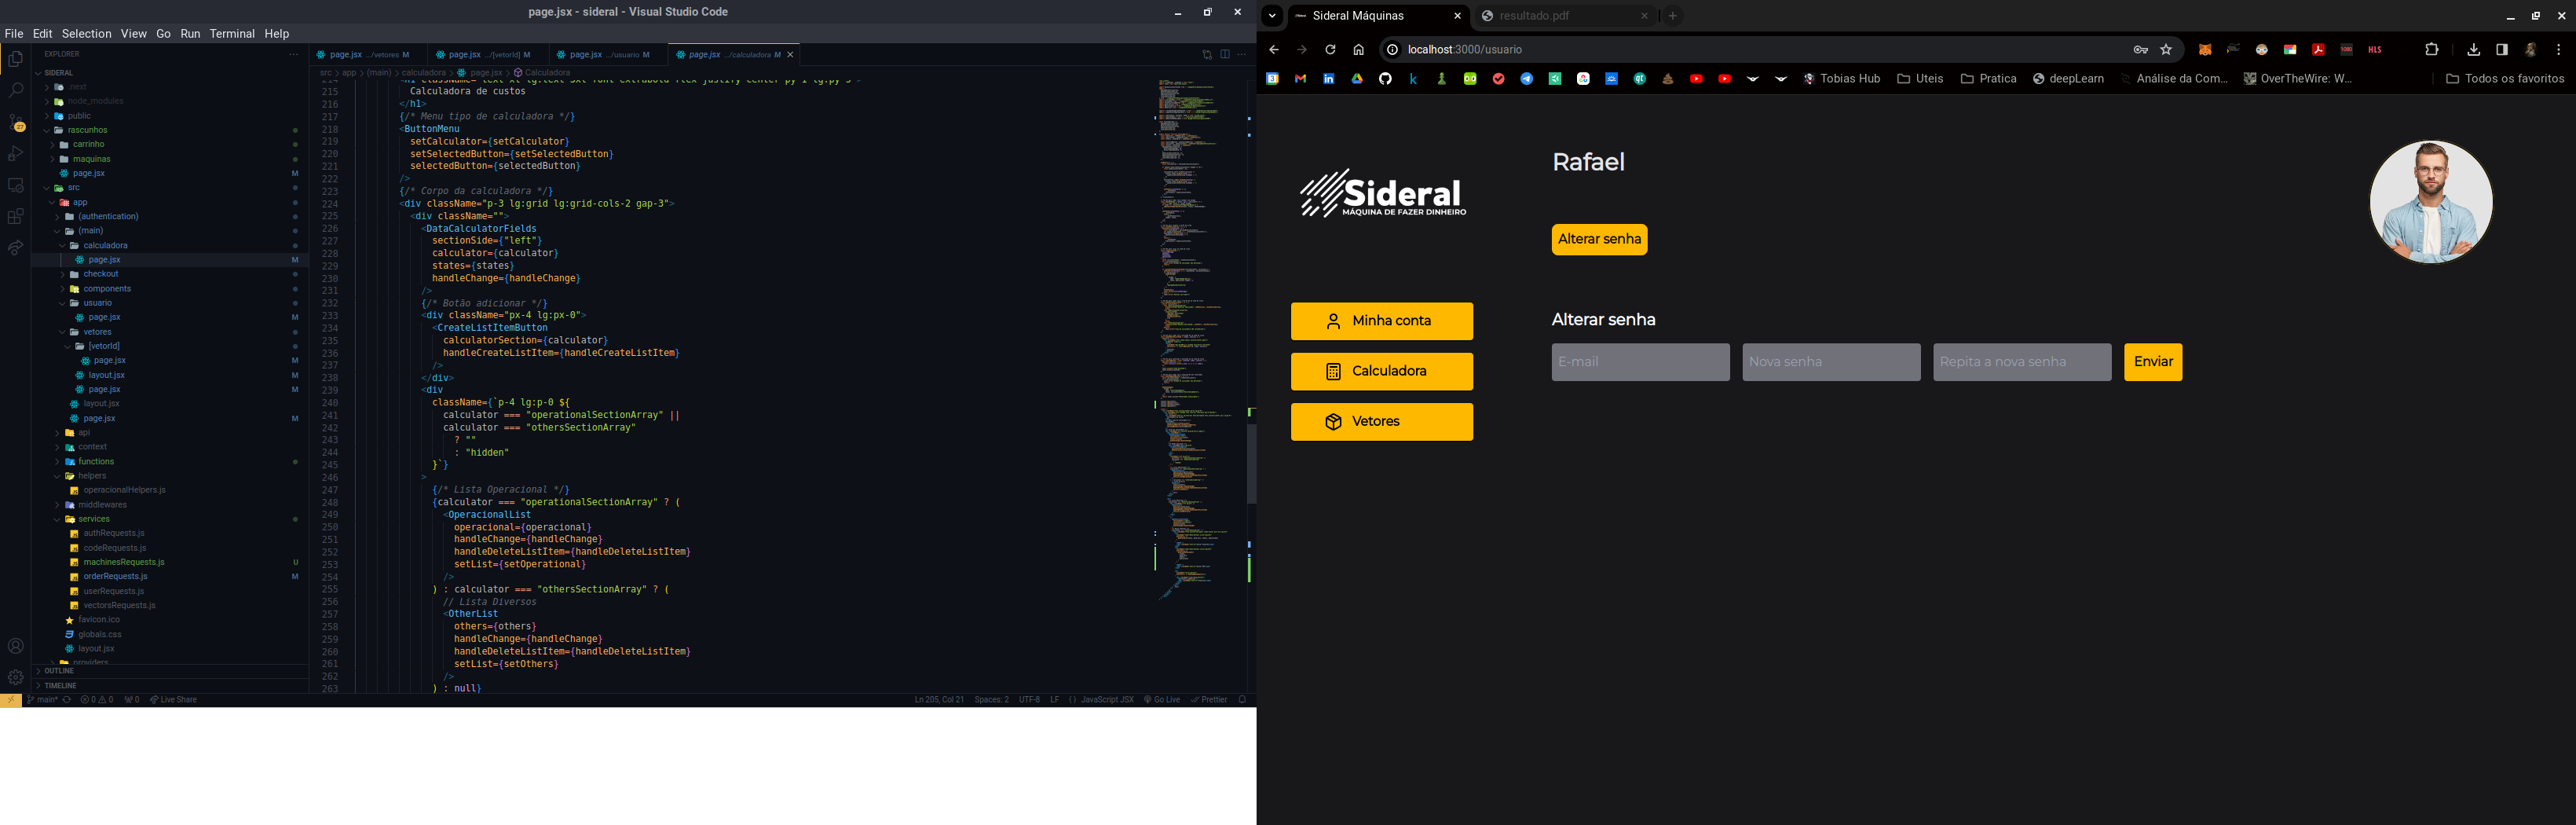 page.jsx - sideral - Visual Studio Code
File Edit Selection View Go Run Terminal Help
EXPLORER
SIDERAL
.next
node_modules
public
rascunhos
carrinho
maquinas
page.jsx M
src
app
(authentication)
(main)
calculadora
page.jsx M
checkout
components
usuario
page.jsx M
vetores
[vetorId]
page.jsx M
layout.jsx M
page.jsx M
layout.jsx
page.jsx M
api
context
functions
helpers
operacionalHelpers.js
middlewares
services
authRequests.js
codeRequests.js
machinesRequests.js U
orderRequests.js M
userRequests.js
vectorsRequests.js
favicon.ico
globals.css
layout.jsx
providers
OUTLINE
TIMELINE
27
page.jsx .../vetores M page.jsx .../[vetorId] M page.jsx .../usuario M page.jsx .../calculadora M
src > app > (main) > calculadora > page.jsx > Calculadora
215 Calculadora de custos
216 </h1>
217 {/* Menu tipo de calculadora */}
218 <ButtonMenu
219 setCalculator={setCalculator}
220 setSelectedButton={setSelectedButton}
221 selectedButton={selectedButton}
222 />
223 {/* Corpo da calculadora */}
224 <div className="p-3 lg:grid lg:grid-cols-2 gap-3">
225 <div className="">
226 <DataCalculatorFields
227 sectionSide={"left"}
228 calculator={calculator}
229 states={states}
230 handleChange={handleChange}
231 />
232 {/* Botão adicionar */}
233 <div className="px-4 lg:px-0">
234 <CreateListItemButton
235 calculatorSection={calculator}
236 handleCreateListItem={handleCreateListItem}
237 />
238 </div>
239 <div
240 className={`p-4 lg:p-0 ${
241 calculator === "operationalSectionArray" ||
242 calculator === "othersSectionArray"
243 ? ""
244 : "hidden"
245 }`}
246 >
247 {/* Lista Operacional */}
248 {calculator === "operationalSectionArray" ? (
249 <OperacionalList
250 operacional={operacional}
251 handleChange={handleChange}
252 handleDeleteListItem={handleDeleteListItem}
253 setList={setOperational}
254 />
255 ) : calculator === "othersSectionArray" ? (
256 // Lista Diversos
257 <OtherList
258 others={others}
259 handleChange={handleChange}
260 handleDeleteListItem={handleDeleteListItem}
261 setList={setOthers}
262 />
263 ) : null}
main* 0 0 0 Live Share Ln 205, Col 21 Spaces: 2 UTF-8 LF JavaScript JSX Go Live Prettier
Sideral Máquinas resultado.pdf
localhost:3000/usuario
HLS
Tobias Hub Uteis Pratica deepLearn Análise da Com... OverTheWire: W... Todos os favoritos
Sideral
MÁQUINA DE FAZER DINHEIRO
Minha conta
Calculadora
Vetores
Rafael
Alterar senha
Alterar senha
E-mail Nova senha Repita a nova senha Enviar